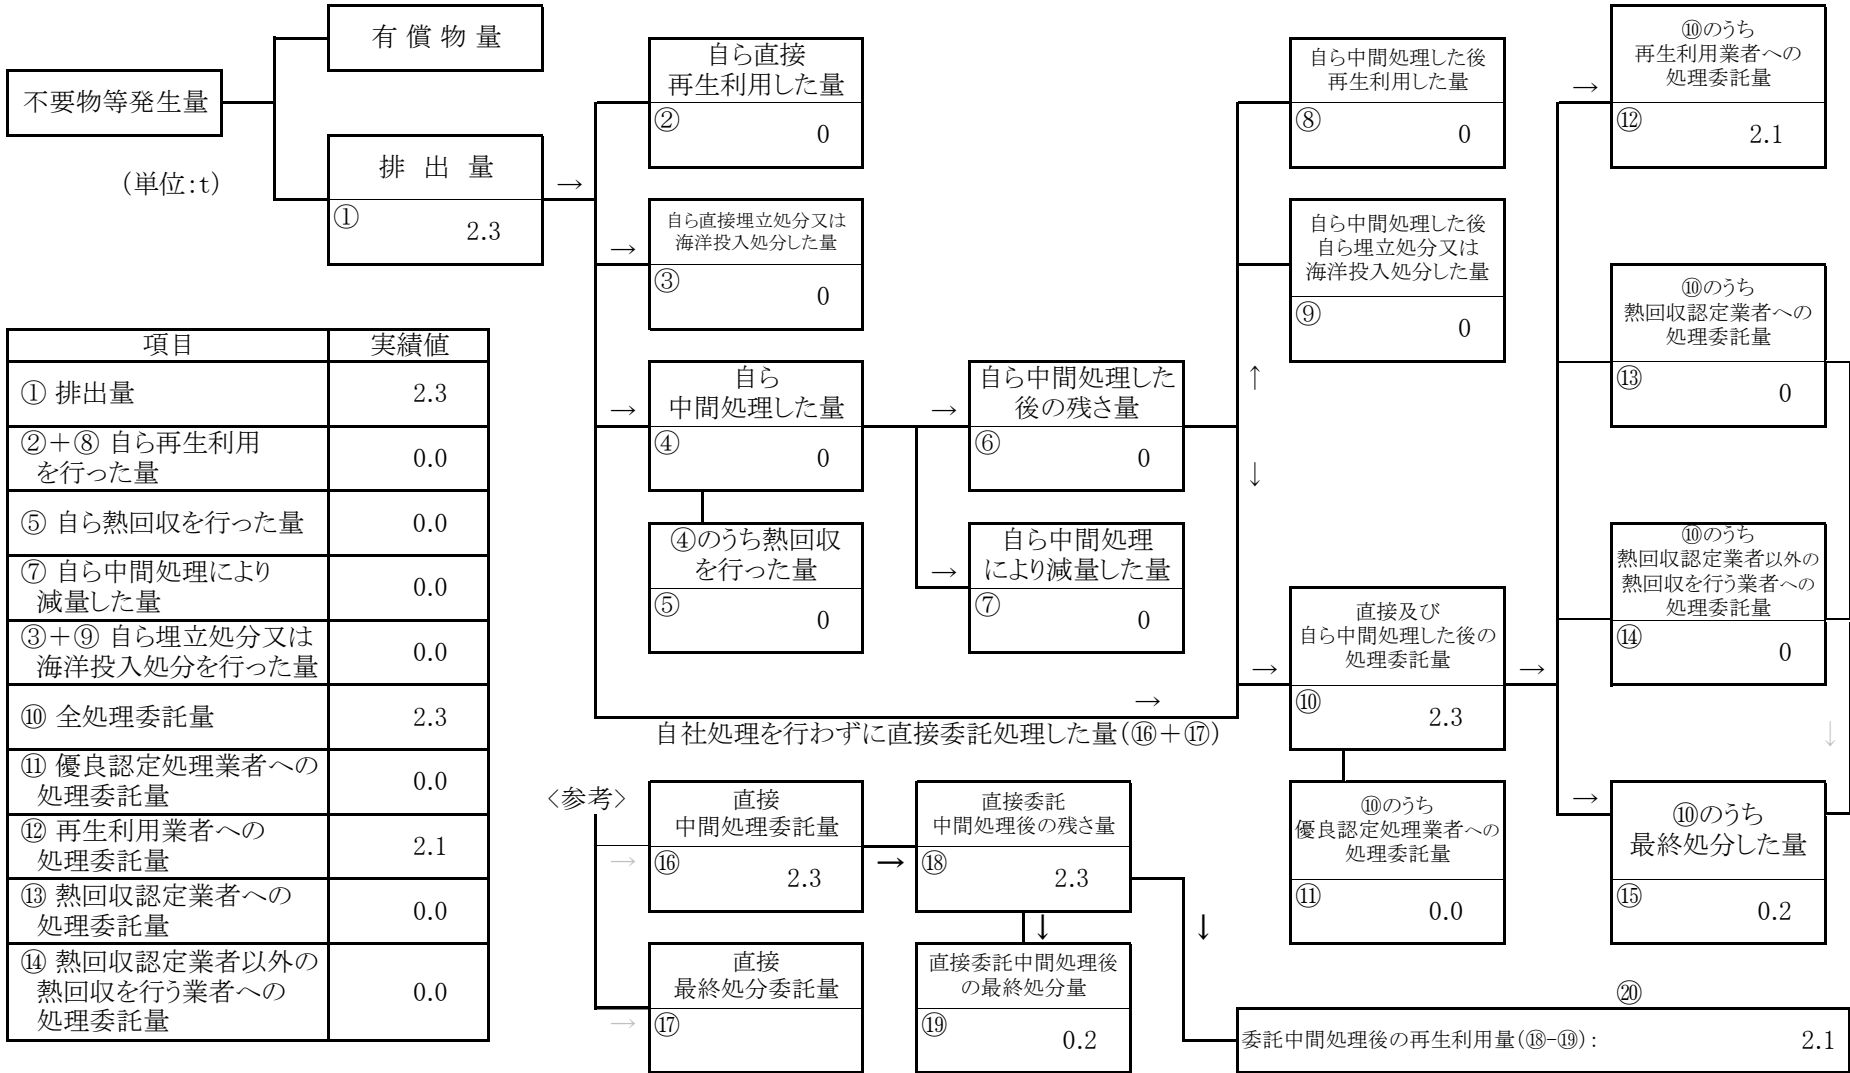 有 償 物 量
不要物等発生量
(単位:t)
排 出 量
①
2.3
→
自ら直接
再生利用した量
②
0
→
自ら直接埋立処分又は
海洋投入処分した量
③
0
→
自ら
中間処理した量
④
0
④のうち熱回収
を行った量
⑤
0
→
自ら中間処理した
後の残さ量
⑥
0
→
自ら中間処理
により減量した量
⑦
0
↑
↓
自ら中間処理した後
再生利用した量
⑧
0
自ら中間処理した後
自ら埋立処分又は
海洋投入処分した量
⑨
0
→
自社処理を行わずに直接委託処理した量(⑯+⑰)
→
直接及び
自ら中間処理した後の
処理委託量
⑩
2.3
→
⑩のうち
優良認定処理業者への
処理委託量
⑪
0.0
→
⑩のうち
再生利用業者への
処理委託量
⑫
2.1
⑩のうち
熱回収認定業者への
処理委託量
⑬
0
⑩のうち
熱回収認定業者以外の
熱回収を行う業者への
処理委託量
⑭
0
↓
→
⑩のうち
最終処分した量
⑮
0.2
項目 実績値
① 排出量 2.3
②+⑧ 自ら再生利用
を行った量 0.0
⑤ 自ら熱回収を行った量 0.0
⑦ 自ら中間処理により
減量した量 0.0
③+⑨ 自ら埋立処分又は
海洋投入処分を行った量 0.0
⑩ 全処理委託量 2.3
⑪ 優良認定処理業者への
処理委託量 0.0
⑫ 再生利用業者への
処理委託量 2.1
⑬ 熱回収認定業者への
処理委託量 0.0
⑭ 熱回収認定業者以外の
熱回収を行う業者への
処理委託量 0.0
<参考>
→
直接
中間処理委託量
⑯
2.3
→
直接委託
中間処理後の残さ量
⑱
2.3
↓
↓
→
直接
最終処分委託量
⑰
直接委託中間処理後
の最終処分量
⑲
0.2
⑳
委託中間処理後の再生利用量(⑱-⑲): 2.1